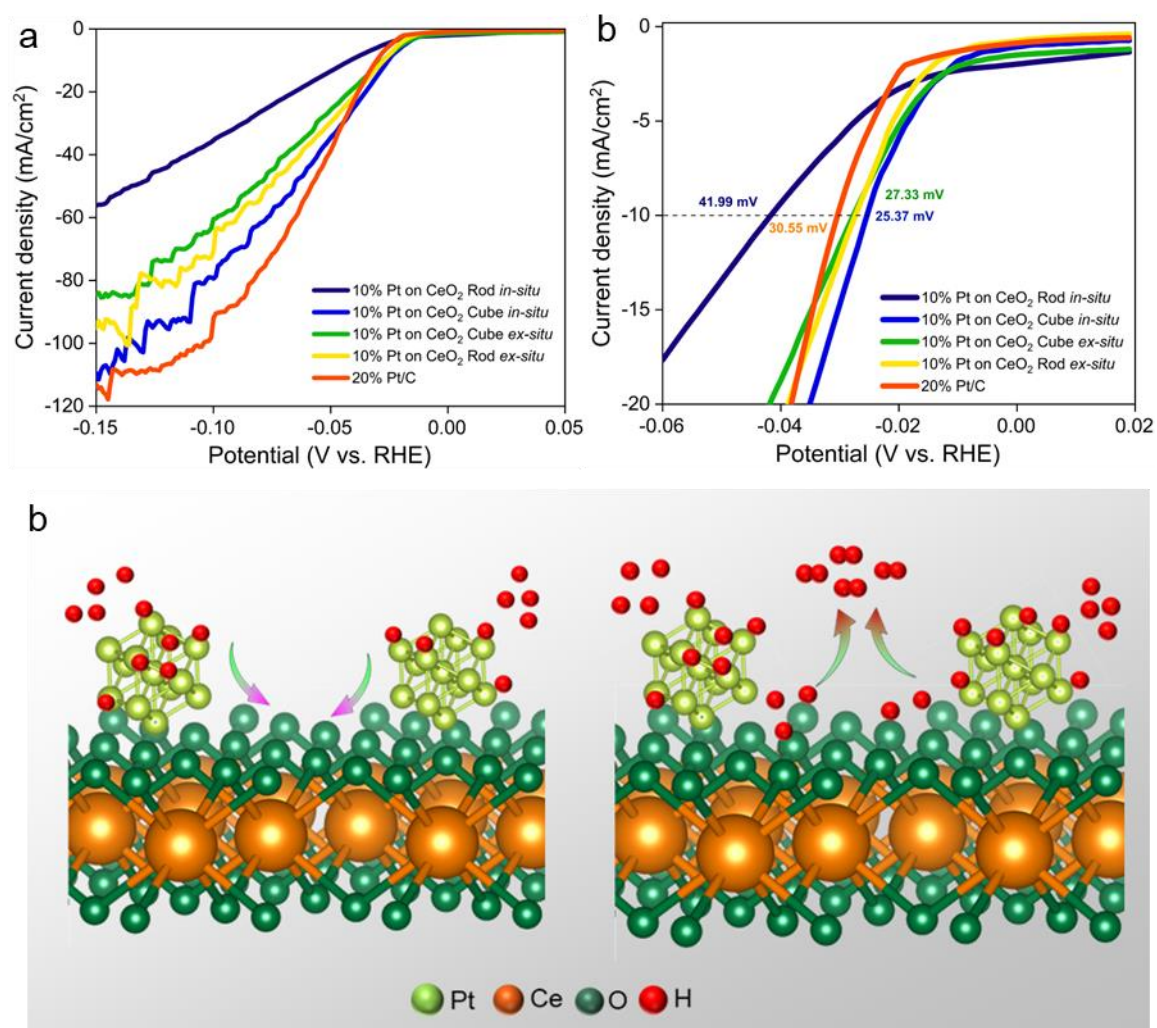 a
0
-20
-40
-60
-80
-100
-120
Current density (mA/cm²)
10% Pt on CeO₂ Rod in-situ
10% Pt on CeO₂ Cube in-situ
10% Pt on CeO₂ Cube ex-situ
10% Pt on CeO₂ Rod ex-situ
20% Pt/C
-0.15 -0.10 -0.05 0.00 0.05
Potential (V vs. RHE)
b
0
-5
-10
-15
-20
Current density (mA/cm²)
27.33 mV
41.99 mV
25.37 mV
30.55 mV
10% Pt on CeO₂ Rod in-situ
10% Pt on CeO₂ Cube in-situ
10% Pt on CeO₂ Cube ex-situ
10% Pt on CeO₂ Rod ex-situ
20% Pt/C
-0.06 -0.04 -0.02 0.00 0.02
Potential (V vs. RHE)
b
Pt Ce O H